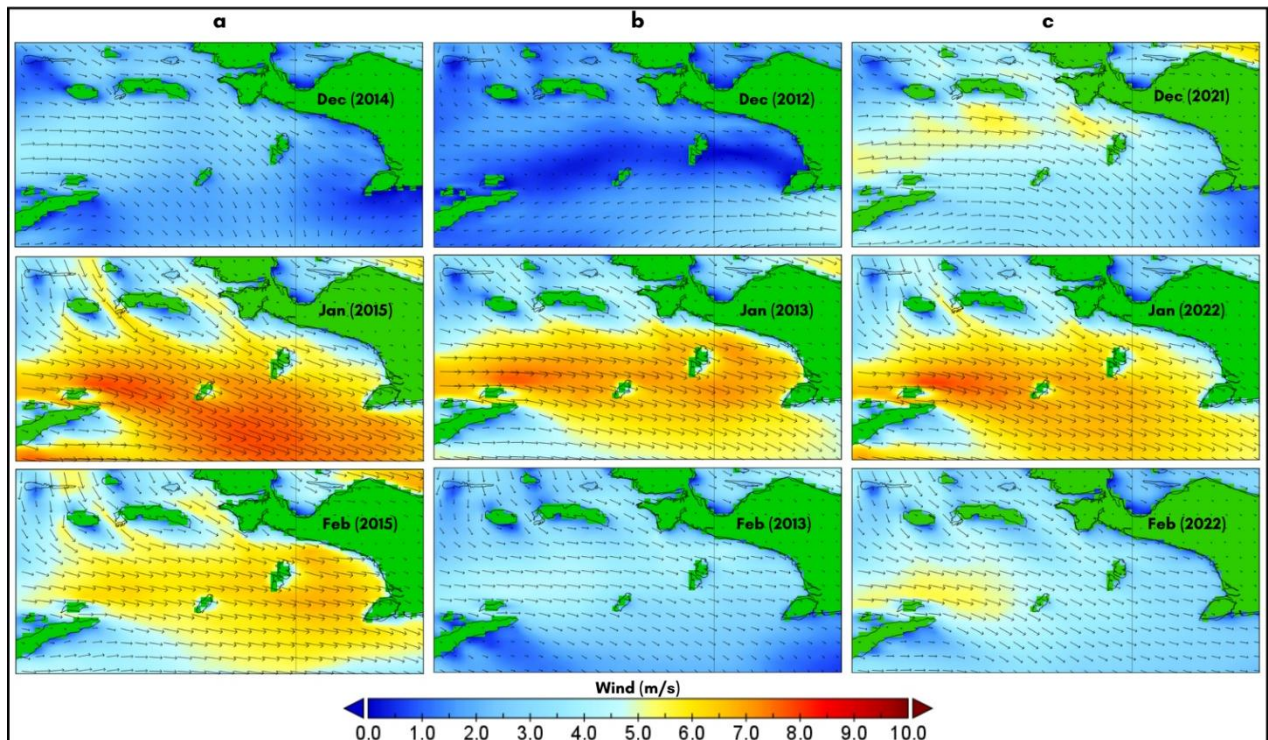 a b c
Dec (2014) Dec (2012) Dec (2021)
Jan (2015) Jan (2013) Jan (2022)
Feb (2015) Feb (2013) Feb (2022)
Wind (m/s)
0.0 1.0 2.0 3.0 4.0 5.0 6.0 7.0 8.0 9.0 10.0